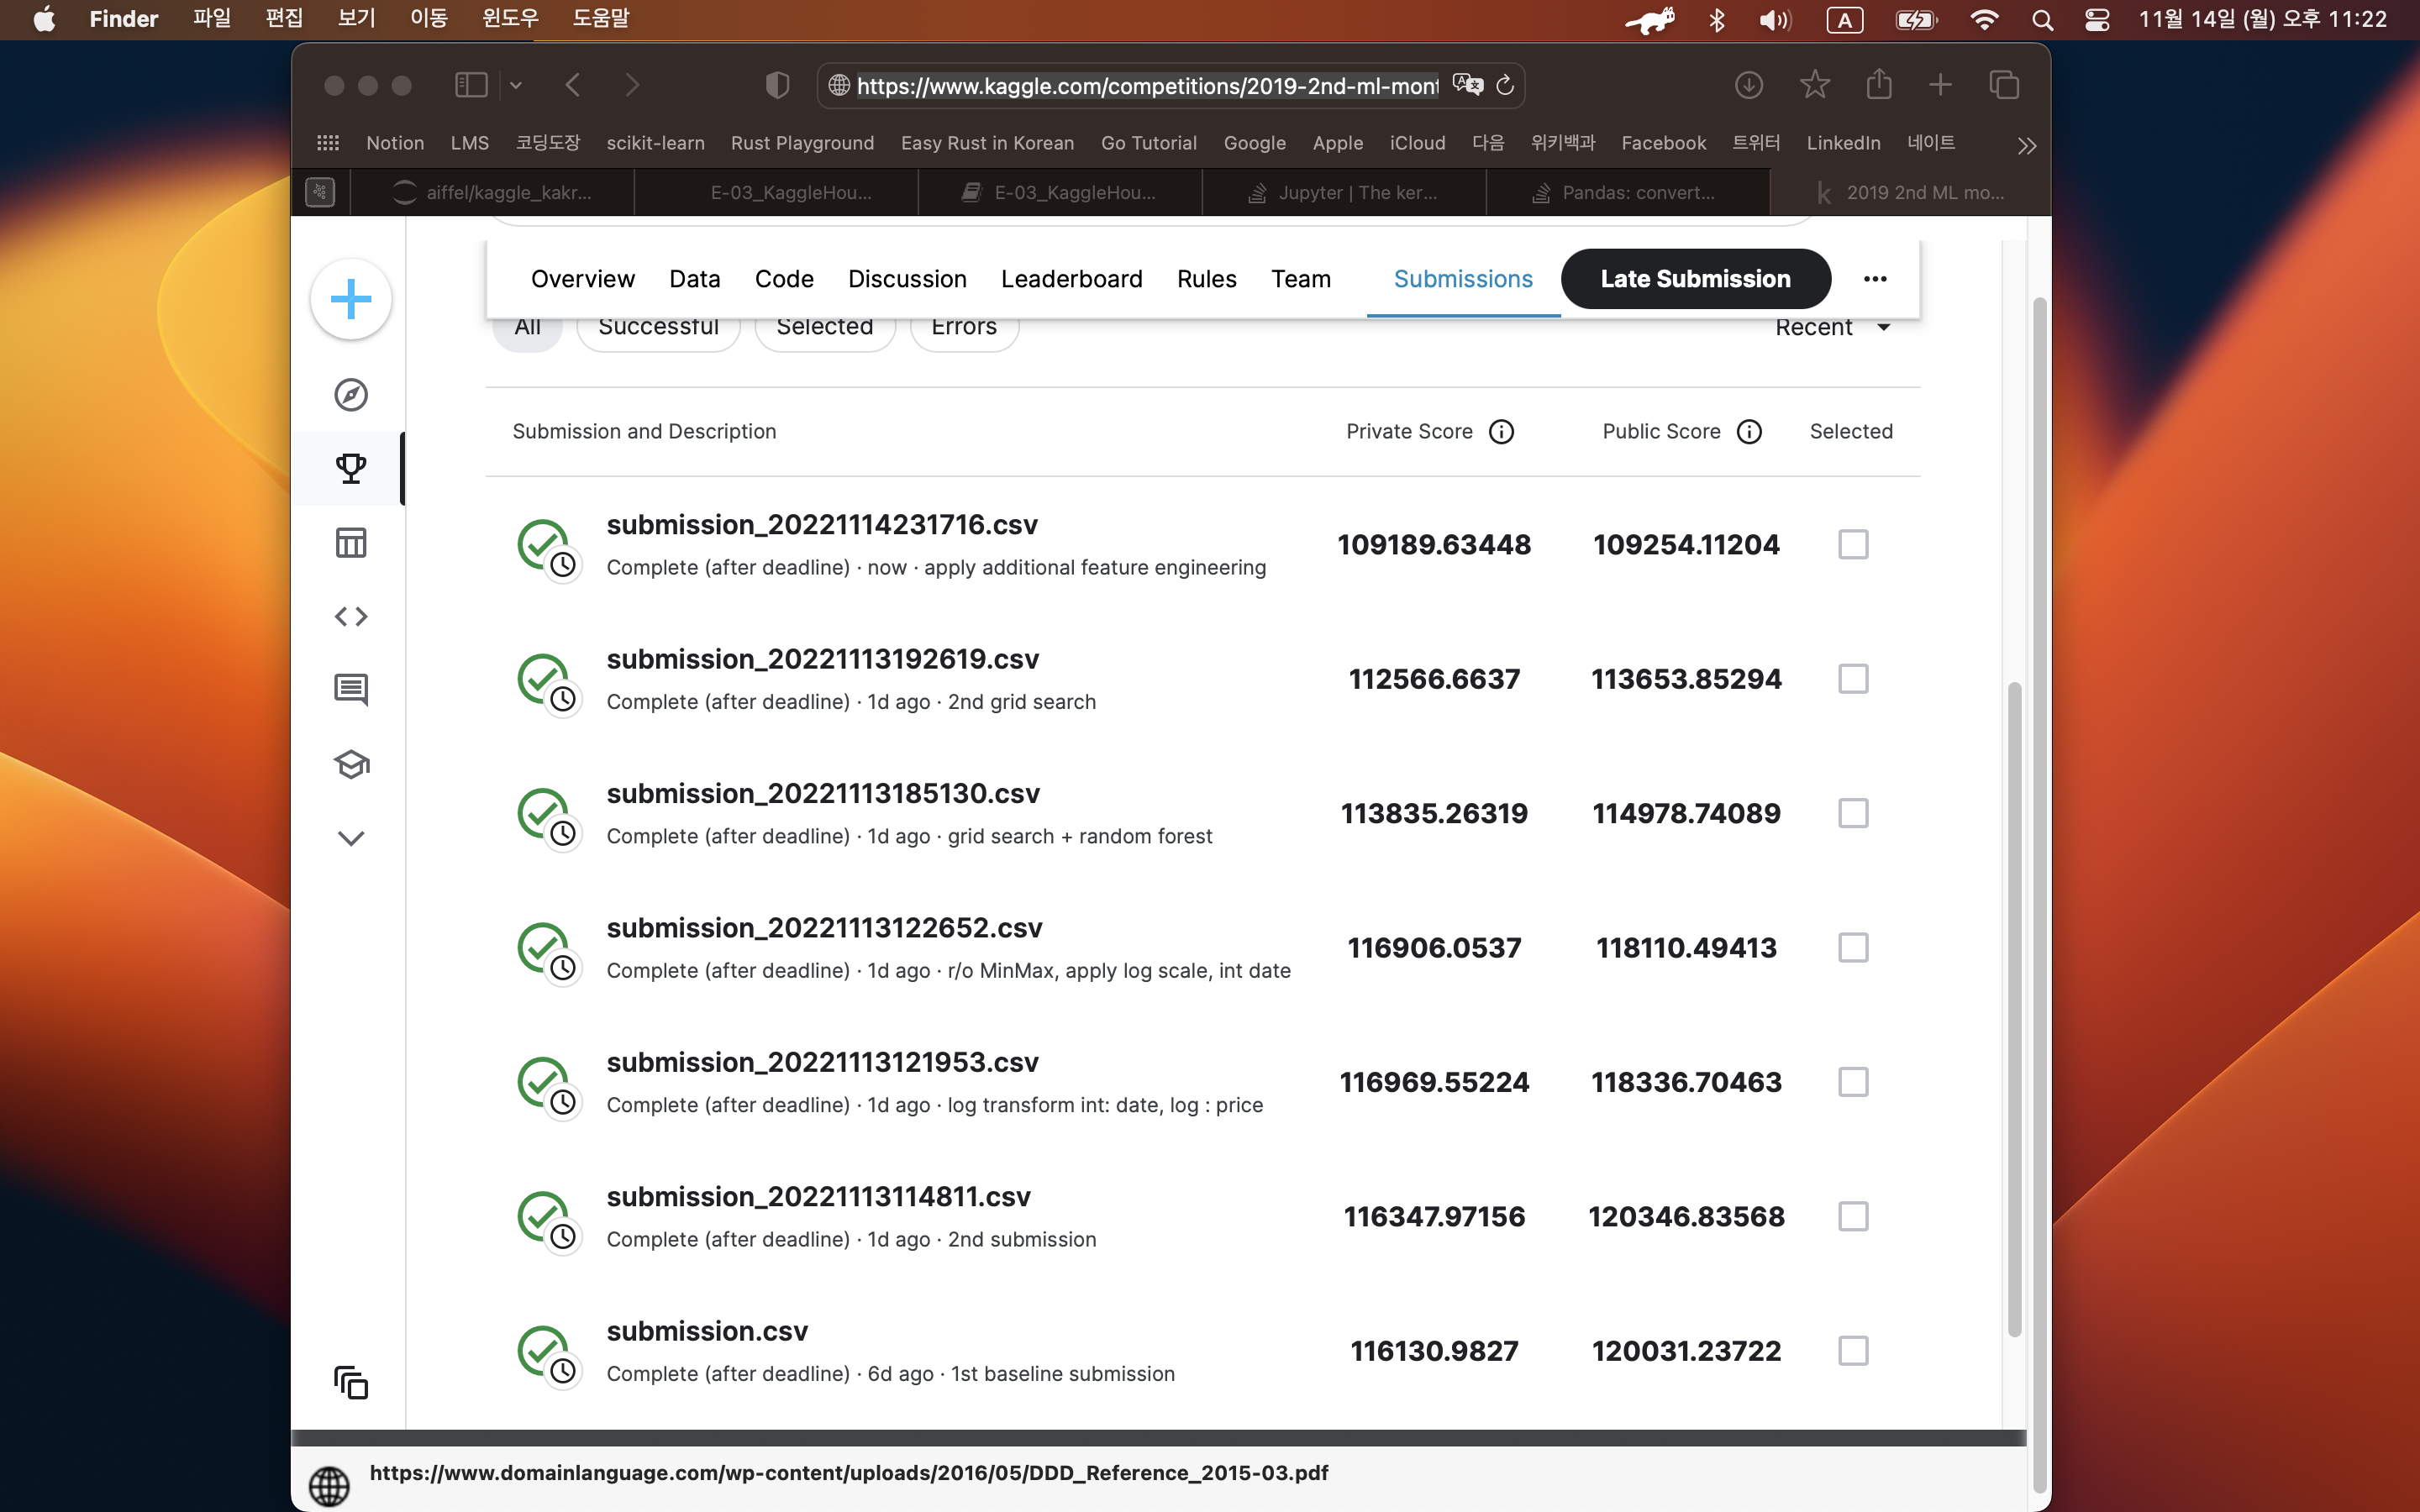 Finder 파일 편집 보기 이동 윈도우 도움말 A 11월 14일 (월) 오후 11:22
https://www.kaggle.com/competitions/2019-2nd-ml-mont
Notion LMS 코딩도장 scikit-learn Rust Playground Easy Rust in Korean Go Tutorial Google Apple iCloud 다음 위키백과 Facebook 트위터 LinkedIn 네이트
aiffel/kaggle_kakr... E-03_KaggleHou... E-03_KaggleHou... Jupyter | The ker... Pandas: convert... k 2019 2nd ML mo...
Overview Data Code Discussion Leaderboard Rules Team Submissions Late Submission
All Successful Selected Errors Recent
Submission and Description Private Score Public Score Selected
submission_20221114231716.csv
Complete (after deadline) · now · apply additional feature engineering
109189.63448 109254.11204
submission_20221113192619.csv
Complete (after deadline) · 1d ago · 2nd grid search
112566.6637 113653.85294
submission_20221113185130.csv
Complete (after deadline) · 1d ago · grid search + random forest
113835.26319 114978.74089
submission_20221113122652.csv
Complete (after deadline) · 1d ago · r/o MinMax, apply log scale, int date
116906.0537 118110.49413
submission_20221113121953.csv
Complete (after deadline) · 1d ago · log transform int: date, log : price
116969.55224 118336.70463
submission_20221113114811.csv
Complete (after deadline) · 1d ago · 2nd submission
116347.97156 120346.83568
submission.csv
Complete (after deadline) · 6d ago · 1st baseline submission
116130.9827 120031.23722
https://www.domainlanguage.com/wp-content/uploads/2016/05/DDD_Reference_2015-03.pdf